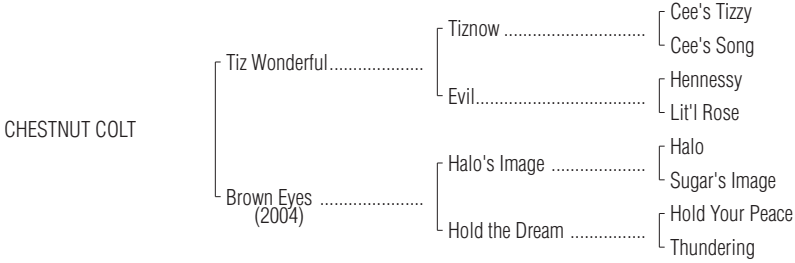 Cee's Tizzy
Tiznow ..............................
Cee's Song
Tiz Wonderful....................
Hennessy
Evil....................................
Lit'l Rose
CHESTNUT COLT
Halo
Halo's Image ....................
Sugar's Image
Brown Eyes ......................
(2004)
Hold Your Peace
Hold the Dream ................
Thundering